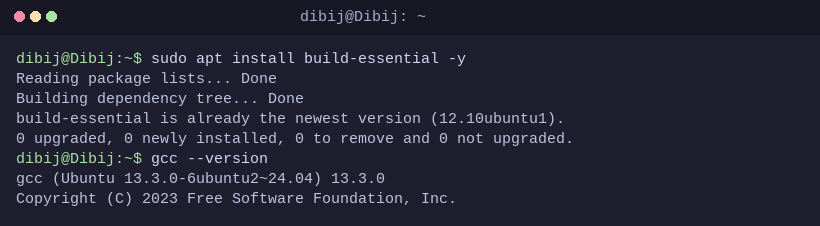 dibij@Dibij: ~
dibij@Dibij:~$ sudo apt install build-essential -y
Reading package lists... Done
Building dependency tree... Done
build-essential is already the newest version (12.10ubuntu1).
0 upgraded, 0 newly installed, 0 to remove and 0 not upgraded.
dibij@Dibij:~$ gcc --version
gcc (Ubuntu 13.3.0-6ubuntu2~24.04) 13.3.0
Copyright (C) 2023 Free Software Foundation, Inc.